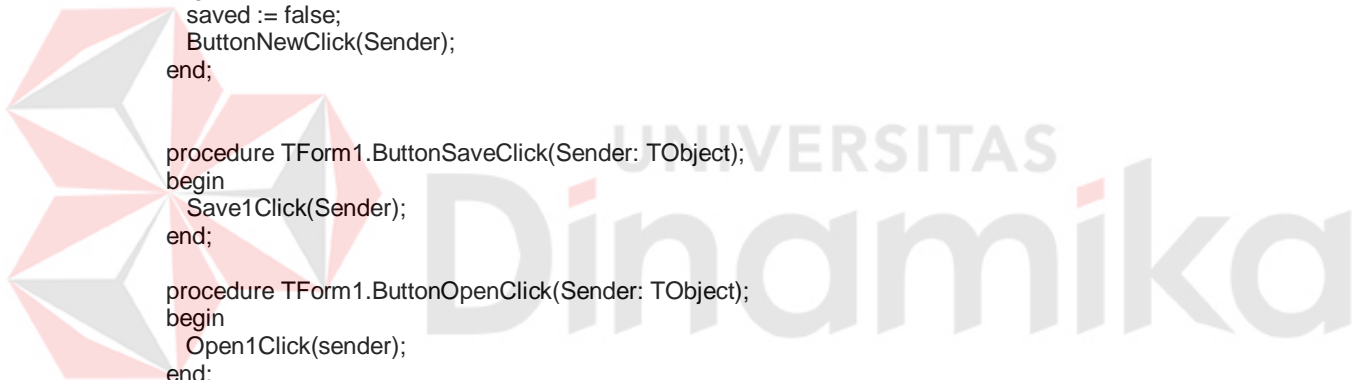 saved := false;
ButtonNewClick(Sender);
end;
procedure TForm1.ButtonSaveClick(Sender: TObject);
begin
Save1Click(Sender);
end;
procedure TForm1.ButtonOpenClick(Sender: TObject);
begin
Open1Click(sender);
end;
UNIVERSITAS
Dinamika